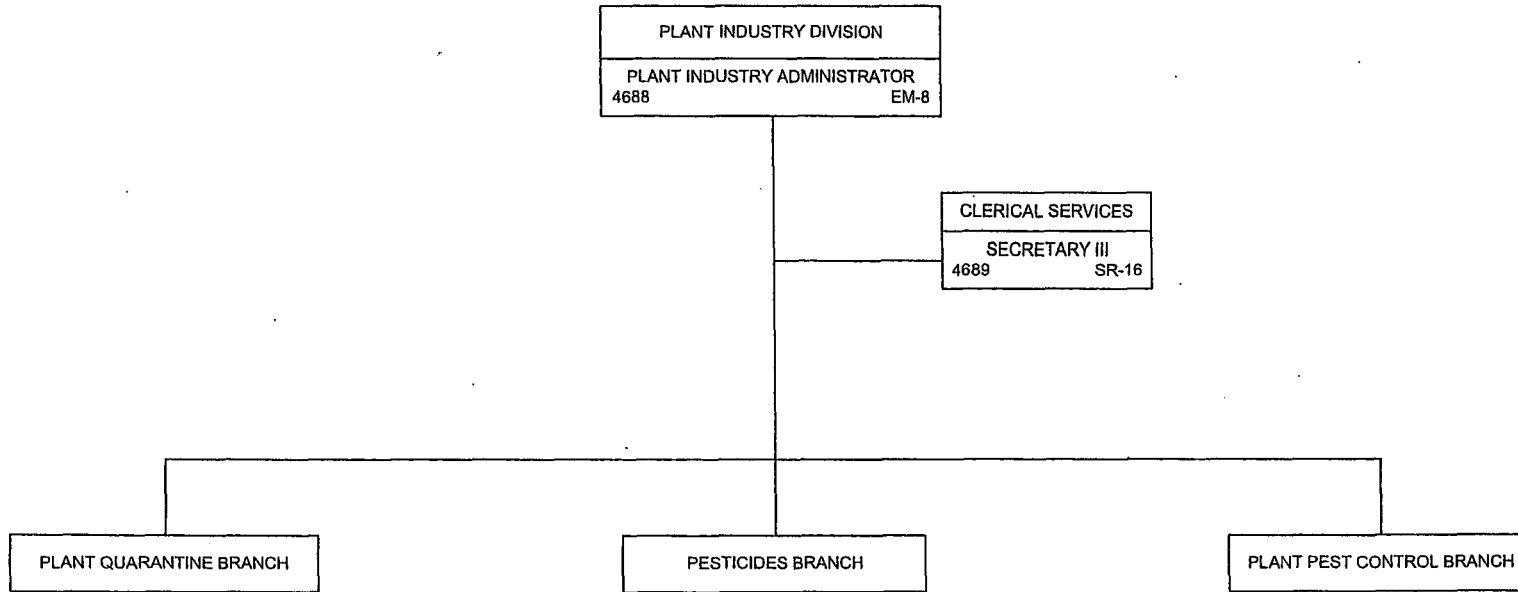 PLANT INDUSTRY DIVISION
PLANT INDUSTRY ADMINISTRATOR
4688 EM-8
CLERICAL SERVICES
SECRETARY III
4689 SR-16
PLANT QUARANTINE BRANCH
PESTICIDES BRANCH
PLANT PEST CONTROL BRANCH